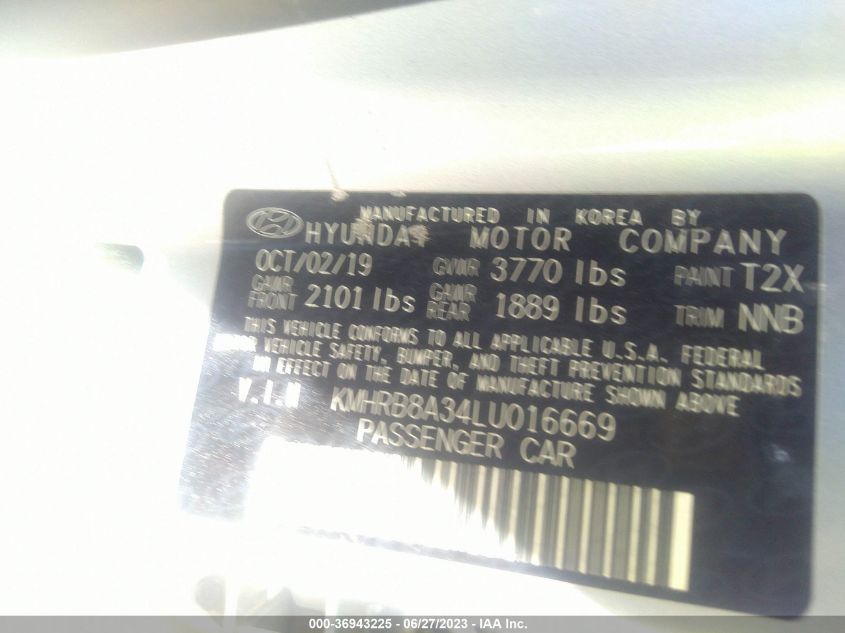 MANUFACTURED IN KOREA BY
HYUNDAI MOTOR COMPANY
OCT/02/19 GVWR 3770 lbs PAINT T2X
GAWR FRONT 2101 lbs GAWR REAR 1889 lbs TRIM NNB
THIS VEHICLE CONFORMS TO ALL APPLICABLE U.S.A. FEDERAL
MOTOR VEHICLE SAFETY, BUMPER, AND THEFT PREVENTION STANDARDS
IN EFFECT ON THE DATE OF MANUFACTURE SHOWN ABOVE
V.I.N KMHRB8A34LU016669
PASSENGER CAR
000-36943225 - 06/27/2023 - IAA Inc.